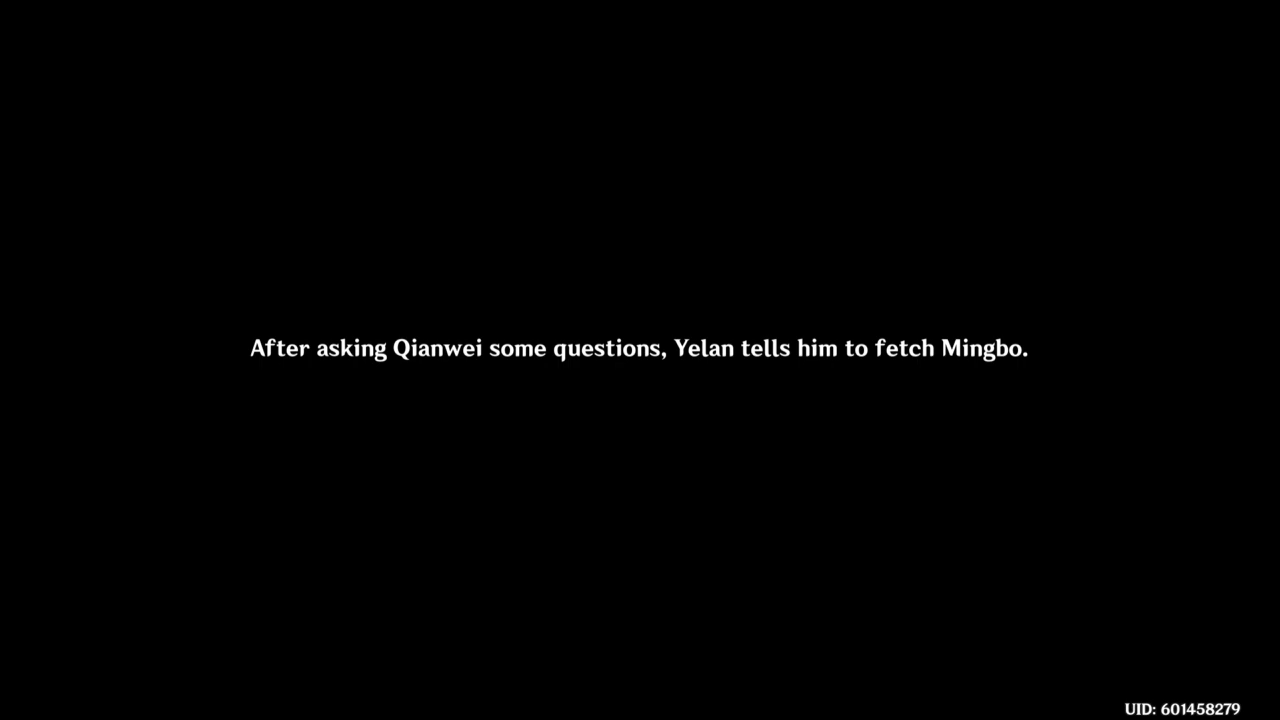 After asking Qianwei some questions, Yelan tells him to fetch Mingbo.
UID: 601458279